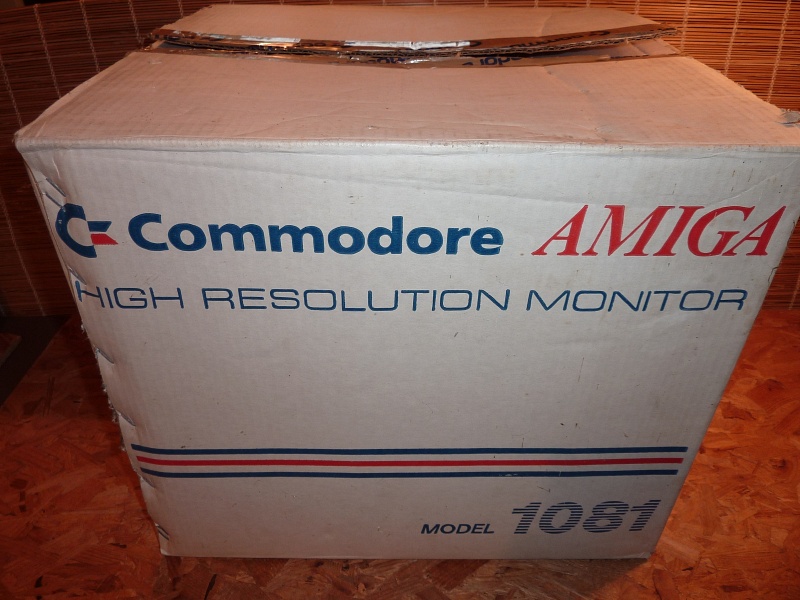 Commodore AMIGA
HIGH RESOLUTION MONITOR
MODEL 1081